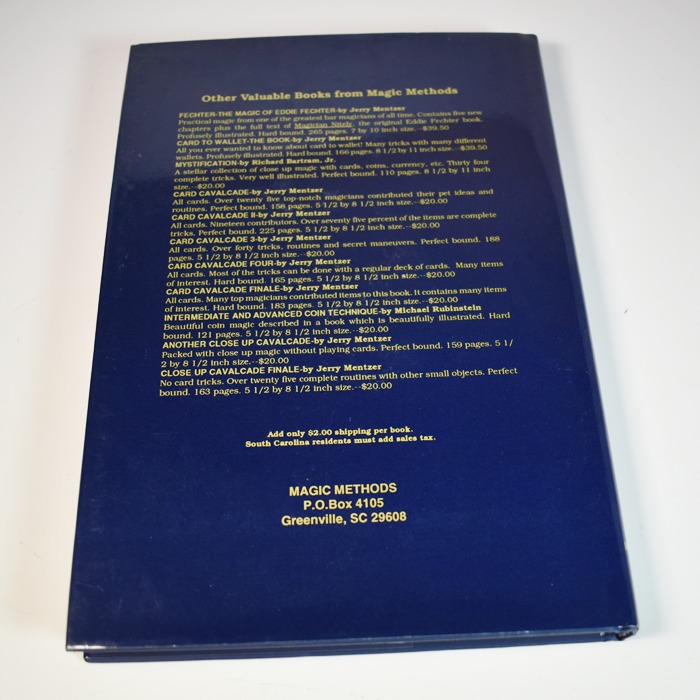 Other Valuable Books from Magic Methods
FECHTER-THE MAGIC OF EDDIE FECHTER-by Jerry Mentzer
Practical magic from one of the greatest bar magicians of all time. Contains five new
chapters plus the full text of Magician Nitely, the original Eddie Fechter book.
Profusely illustrated. Hard bound. 265 pages. 7 by 10 inch size.--$39.50
CARD TO WALLET-THE BOOK-by Jerry Mentzer
All you ever wanted to know about card to wallet! Many tricks with many different
wallets. Profusely illustrated. Hard bound. 166 pages. 8 1/2 by 11 inch size.--$39.50
MYSTIFICATION-by Richard Bartram, Jr.
A stellar collection of close up magic with cards, coins, currency, etc. Thirty four
complete tricks. Very well illustrated. Perfect bound. 110 pages. 8 1/2 by 11 inch
size.--$20.00
CARD CAVALCADE-by Jerry Mentzer
All cards. Over twenty five top-notch magicians contributed their pet ideas and
routines. Perfect bound. 158 pages. 5 1/2 by 8 1/2 inch size.--$20.00
CARD CAVALCADE II-by Jerry Mentzer
All cards. Nineteen contributors. Over seventy five percent of the items are complete
tricks. Perfect bound. 225 pages. 5 1/2 by 8 1/2 inch size.--$20.00
CARD CAVALCADE 3-by Jerry Mentzer
All cards. Over forty tricks, routines and secret maneuvers. Perfect bound. 188
pages. 5 1/2 by 8 1/2 inch size.--$20.00
CARD CAVALCADE FOUR-by Jerry Mentzer
All cards. Most of the tricks can be done with a regular deck of cards. Many items
of interest. Hard bound. 165 pages. 5 1/2 by 8 1/2 inch size.--$20.00
CARD CAVALCADE FINALE-by Jerry Mentzer
All cards. Many top magicians contributed items to this book. it contains many items
of interest. Hard bound. 183 pages. 5 1/2 by 8 1/2 inch size.--$20.00
INTERMEDIATE AND ADVANCED COIN TECHNIQUE-by Michael Rubinstein
Beautiful coin magic described in a book which is beautifully illustrated. Hard
bound. 121 pages. 5 1/2 by 8 1/2 inch size.--$20.00
ANOTHER CLOSE UP CAVALCADE-by Jerry Mentzer
Packed with close up magic without playing cards. Perfect bound. 159 pages. 5 1/
2 by 8 1/2 inch size.--$20.00
CLOSE UP CAVALCADE FINALE-by Jerry Mentzer
No card tricks. Over twenty five complete routines with other small objects. Perfect
bound. 163 pages. 5 1/2 by 8 1/2 inch size.--$20.00
Add only $2.00 shipping per book.
South Carolina residents must add sales tax.
MAGIC METHODS
P.O.Box 4105
Greenville, SC 29608